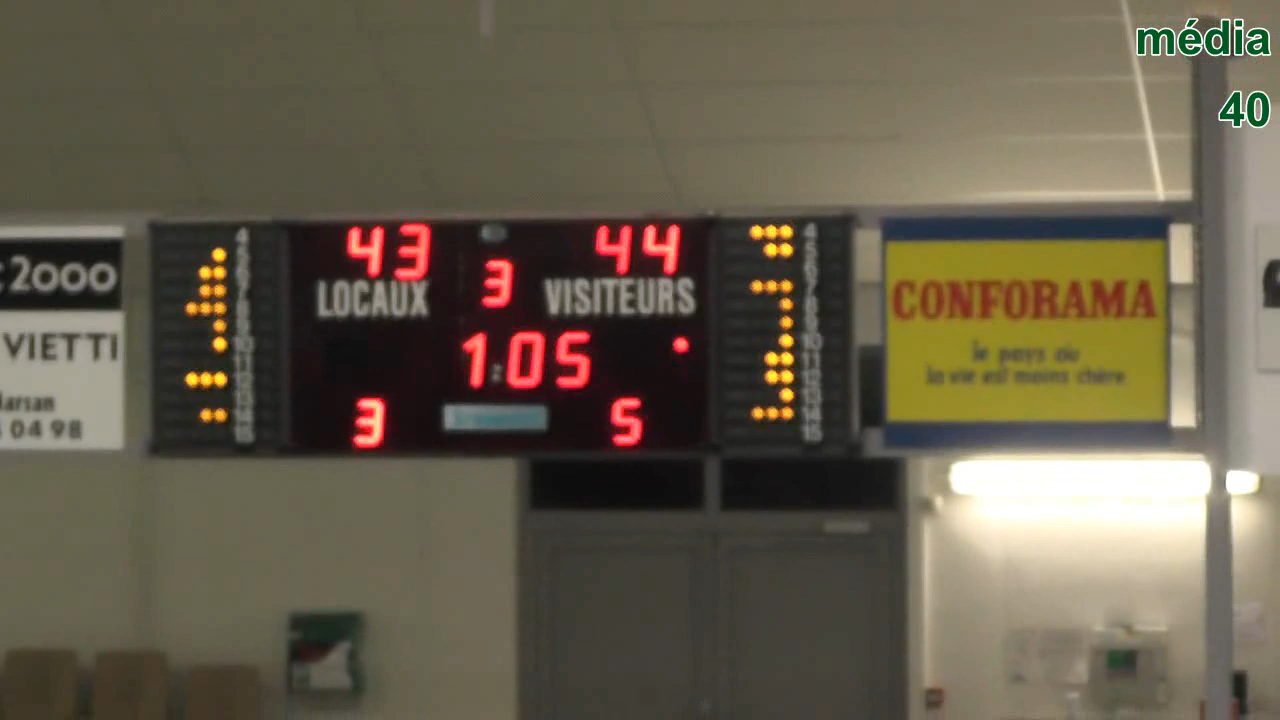 média
40
2000
VIETTI
Marsan
04 98
43
44
3
LOCAUX
VISITEURS
1:05
3
5
CONFORAMA
le pays où
la vie est moins chère